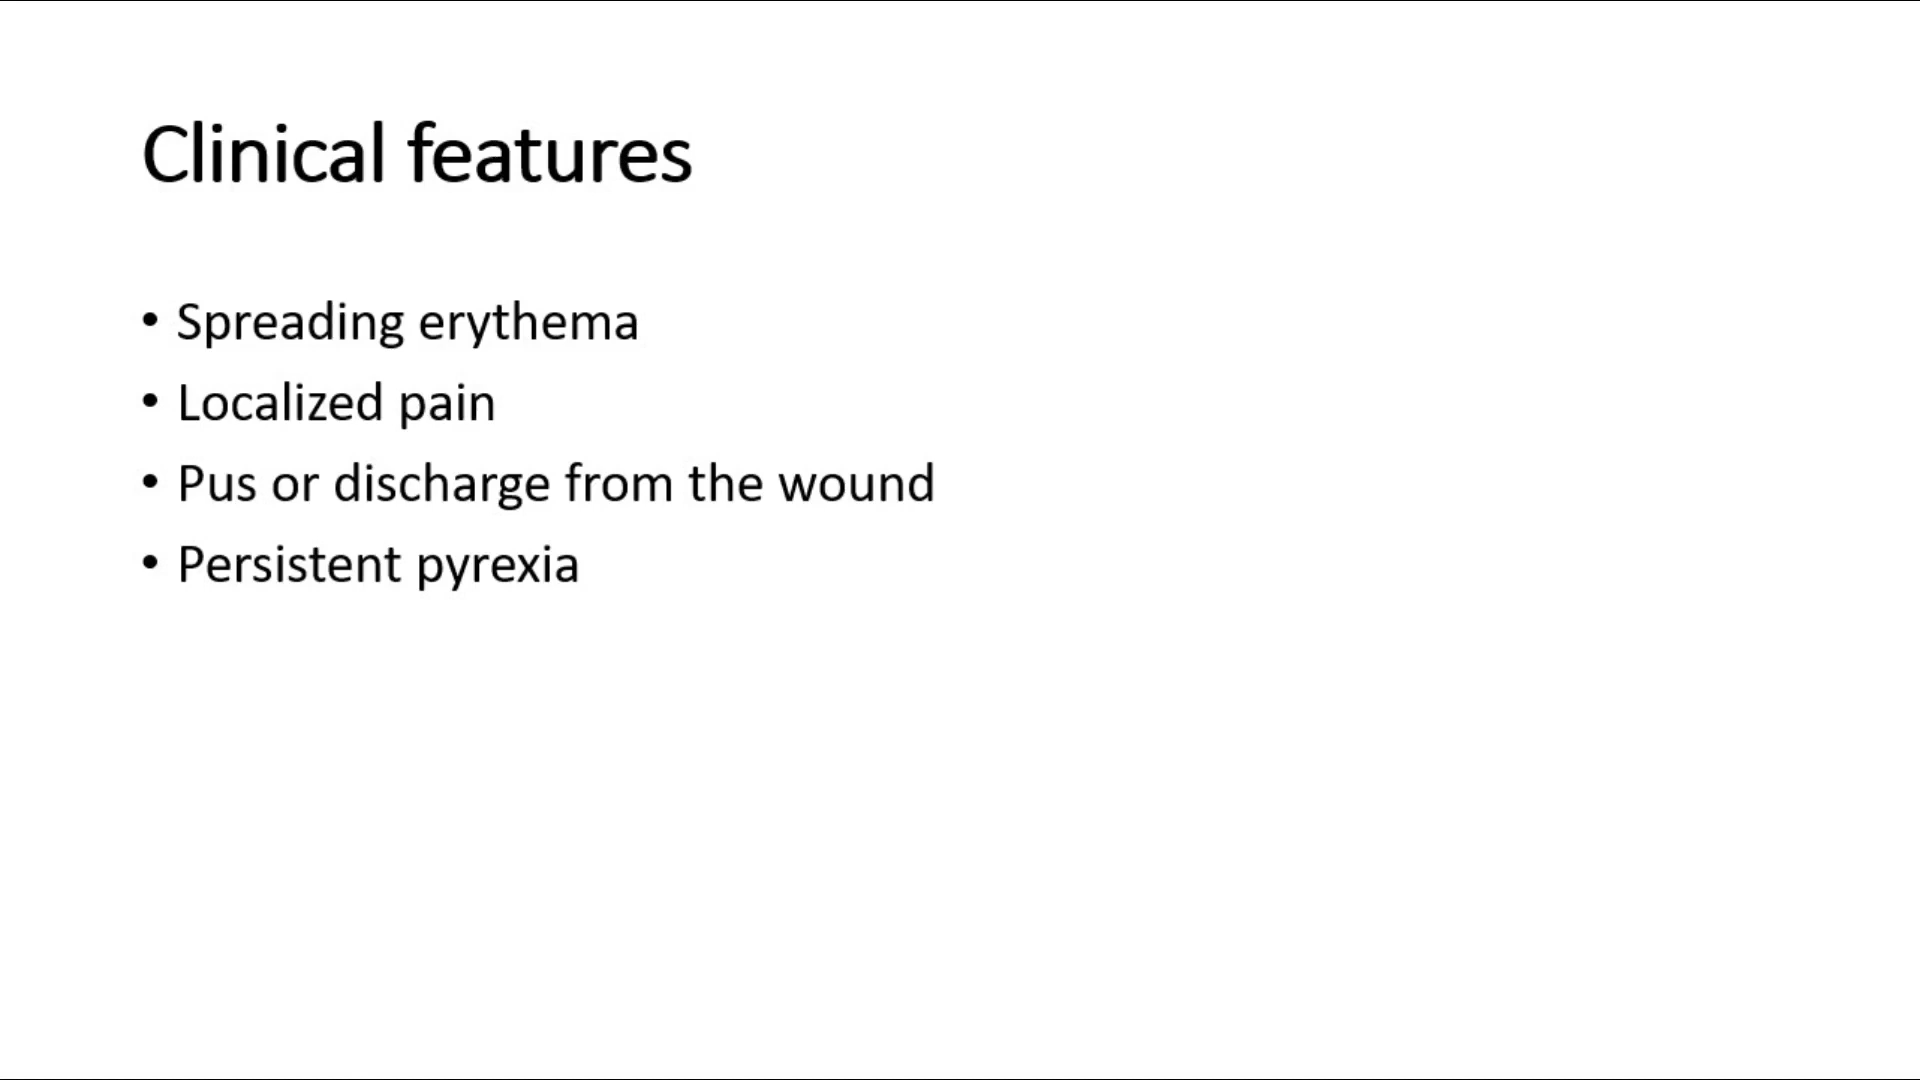 Clinical features
• Spreading erythema
• Localized pain
• Pus or discharge from the wound
• Persistent pyrexia